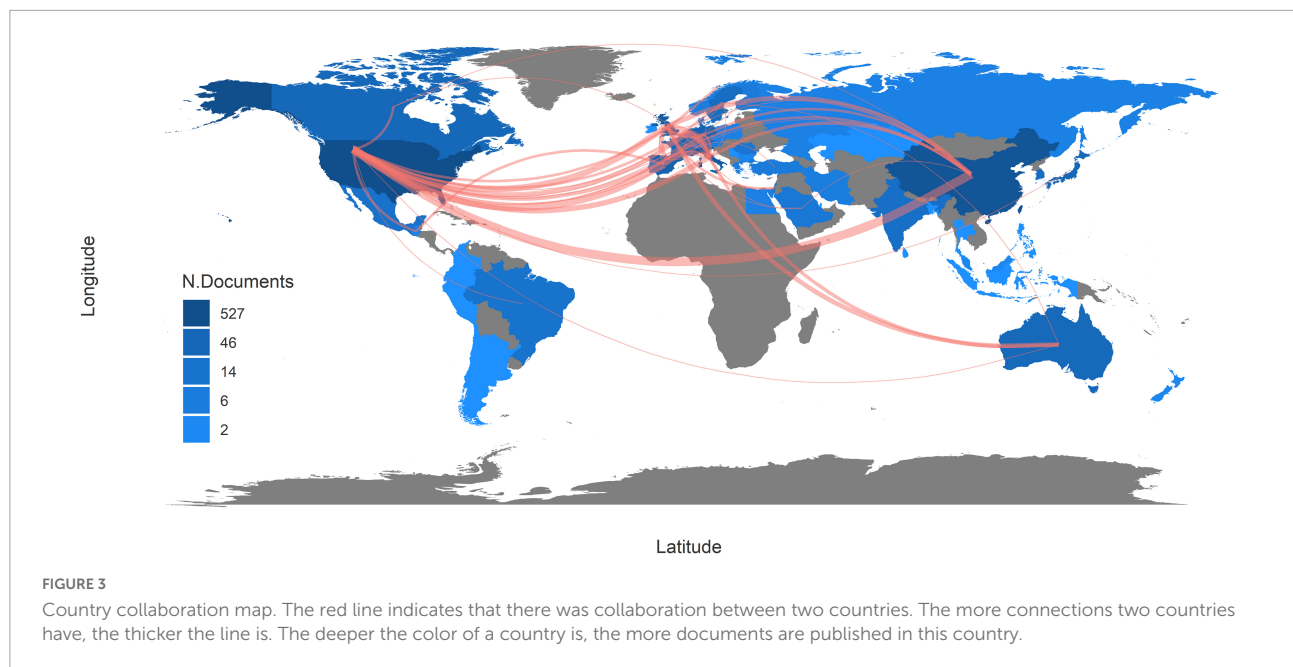 Longitude
N.Documents
527
46
14
6
2
Latitude
FIGURE 3
Country collaboration map. The red line indicates that there was collaboration between two countries. The more connections two countries
have, the thicker the line is. The deeper the color of a country is, the more documents are published in this country.